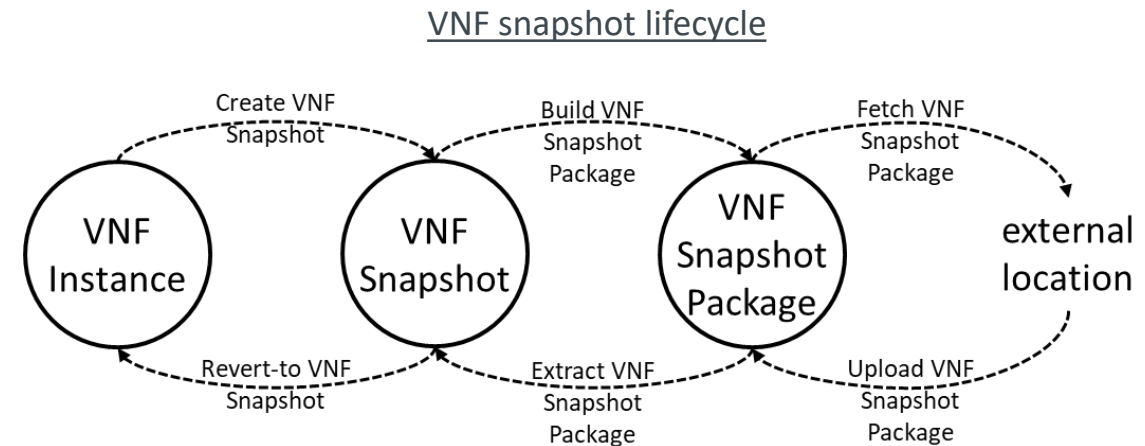 VNF snapshot lifecycle
Create VNF
Snapshot
Build VNF
Snapshot
Package
Fetch VNF
Snapshot
Package
VNF
Instance
VNF
Snapshot
VNF
Snapshot
Package
external
location
Revert-to VNF
Snapshot
Extract VNF
Snapshot
Package
Upload VNF
Snapshot
Package